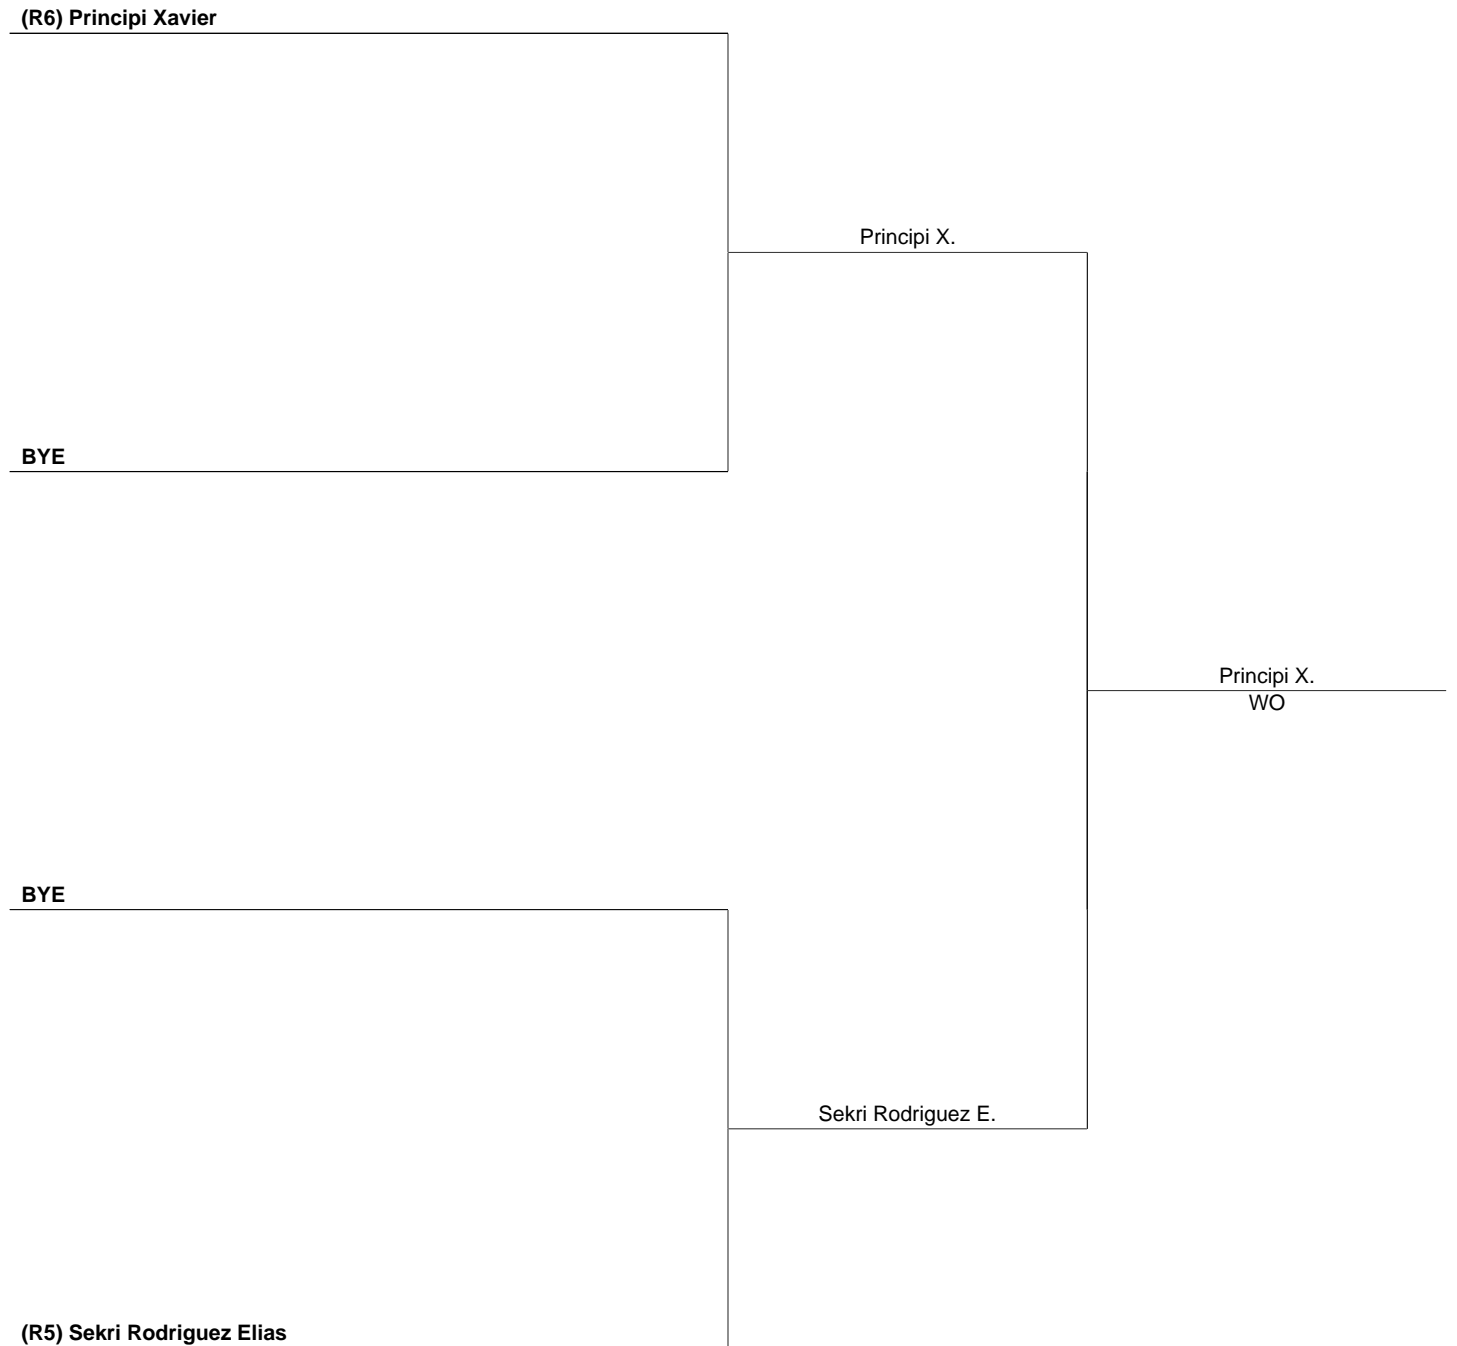 (R6) Principi Xavier
Principi X.
BYE
Principi X.
WO
BYE
Sekri Rodriguez E.
(R5) Sekri Rodriguez Elias